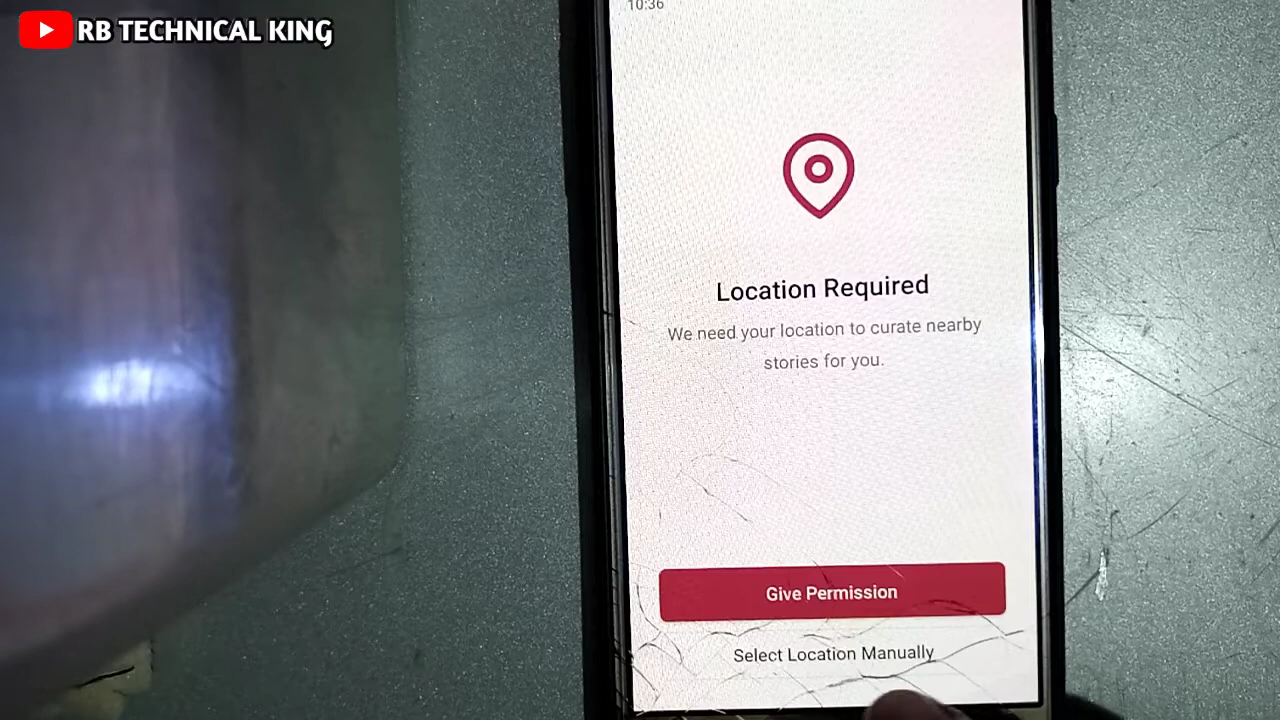 RB TECHNICAL KING
10:36
Location Required
We need your location to curate nearby
stories for you.
Give Permission
Select Location Manually